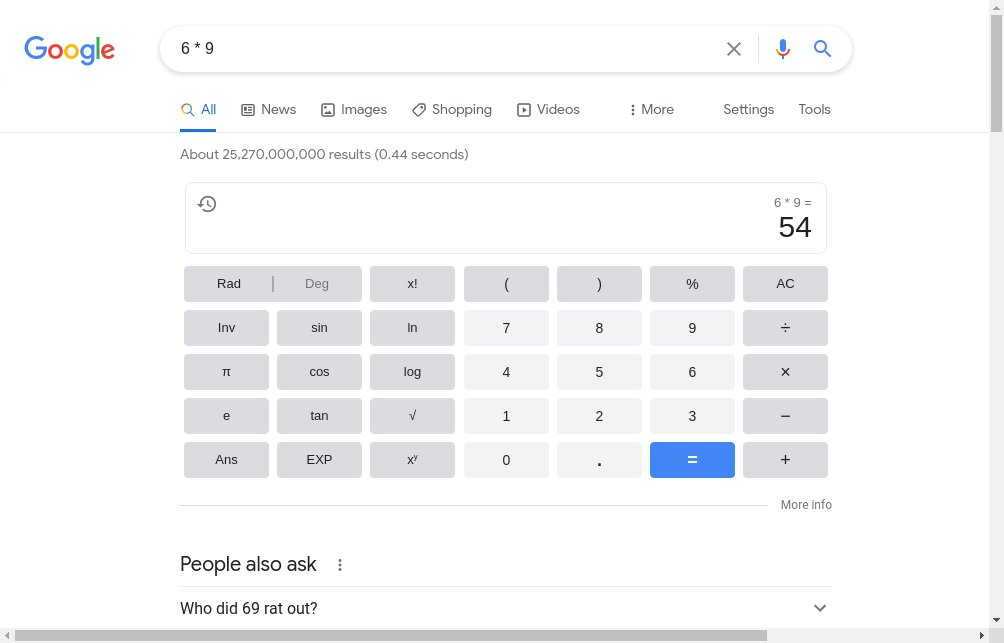 Google
6 * 9
All News Images Shopping Videos More Settings Tools
About 25,270,000,000 results (0.44 seconds)
6 * 9 =
54
Rad | Deg x! ( ) % AC
Inv sin ln 7 8 9 ÷
π cos log 4 5 6 ×
e tan √ 1 2 3 −
Ans EXP xʸ 0 . = +
More info
People also ask
Who did 69 rat out?